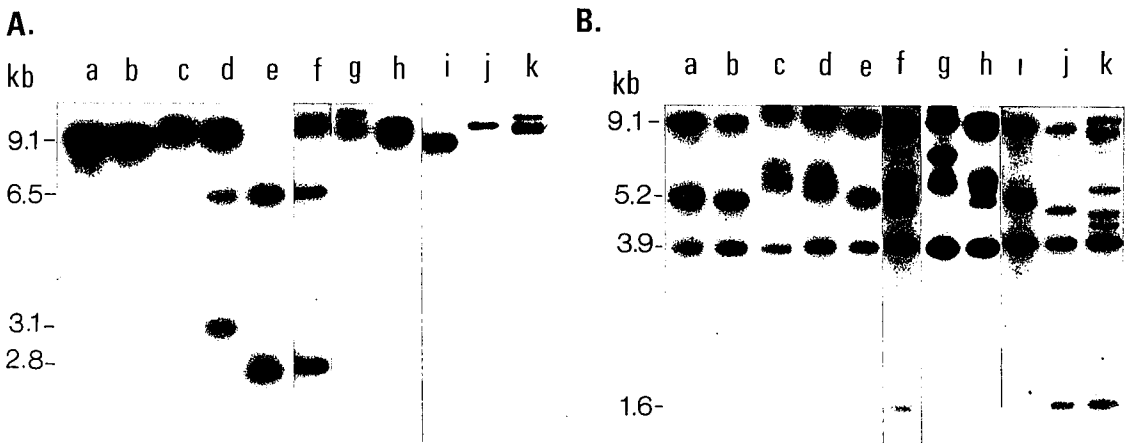 A.
kb a b c d e f g h i j k
9.1-
6.5-
3.1-
2.8-
B.
kb a b c d e f g h ı j k
9.1-
5.2-
3.9-
1.6-